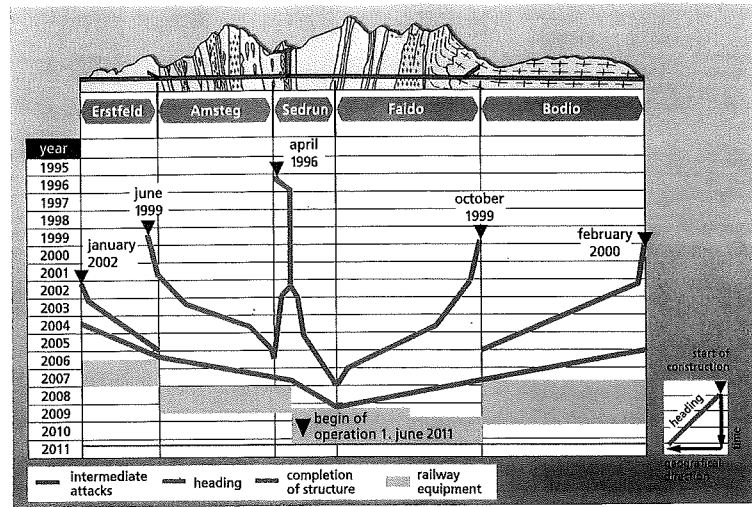 Erstfeld Amsteg Sedrun Faido Bodio
year
april
1996
june
1999
october
1999
february
2000
january
2002
1995
1996
1997
1998
1999
2000
2001
2002
2003
2004
2005
2006
2007
2008
2009
2010
2011
begin of
operation 1. june 2011
start of
construction
heading
time
geografical
direction
intermediate
attacks
heading
completion
of structure
railway
equipment